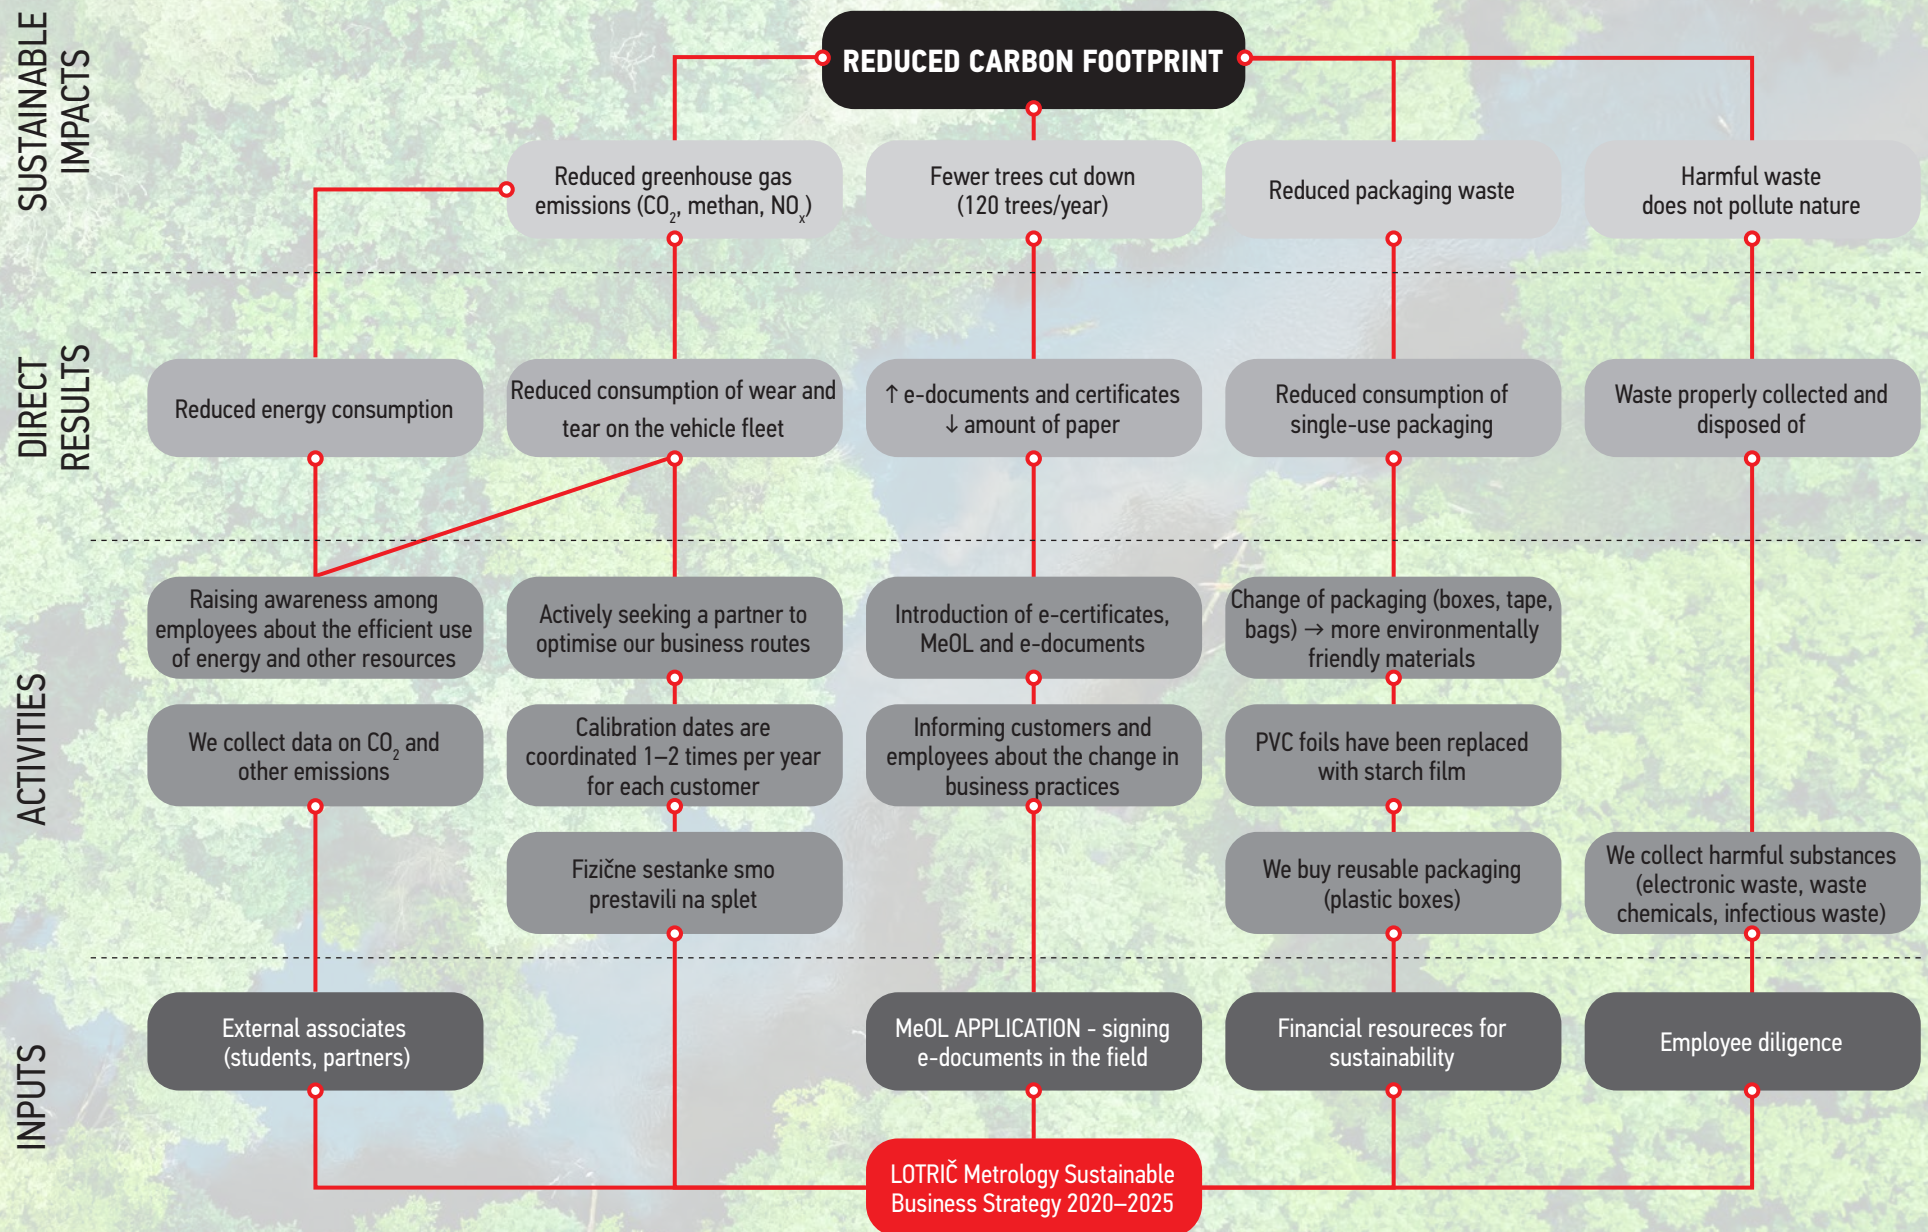 SUSTAINABLE
IMPACTS
REDUCED CARBON FOOTPRINT
Reduced greenhouse gas
emissions (CO₂, methan, NOₓ)
Fewer trees cut down
(120 trees/year)
Reduced packaging waste
Harmful waste
does not pollute nature
DIRECT
RESULTS
Reduced energy consumption
Reduced consumption of wear and
tear on the vehicle fleet
↑ e-documents and certificates
↓ amount of paper
Reduced consumption of
single-use packaging
Waste properly collected and
disposed of
ACTIVITIES
Raising awareness among
employees about the efficient use
of energy and other resources
Actively seeking a partner to
optimise our business routes
Introduction of e-certificates,
MeOL and e-documents
Change of packaging (boxes, tape,
bags) → more environmentally
friendly materials
We collect data on CO₂ and
other emissions
Calibration dates are
coordinated 1–2 times per year
for each customer
Informing customers and
employees about the change in
business practices
PVC foils have been replaced
with starch film
Fizične sestanke smo
prestavili na splet
We buy reusable packaging
(plastic boxes)
We collect harmful substances
(electronic waste, waste
chemicals, infectious waste)
INPUTS
External associates
(students, partners)
MeOL APPLICATION - signing
e-documents in the field
Financial resoureces for
sustainability
Employee diligence
LOTRIČ Metrology Sustainable
Business Strategy 2020–2025